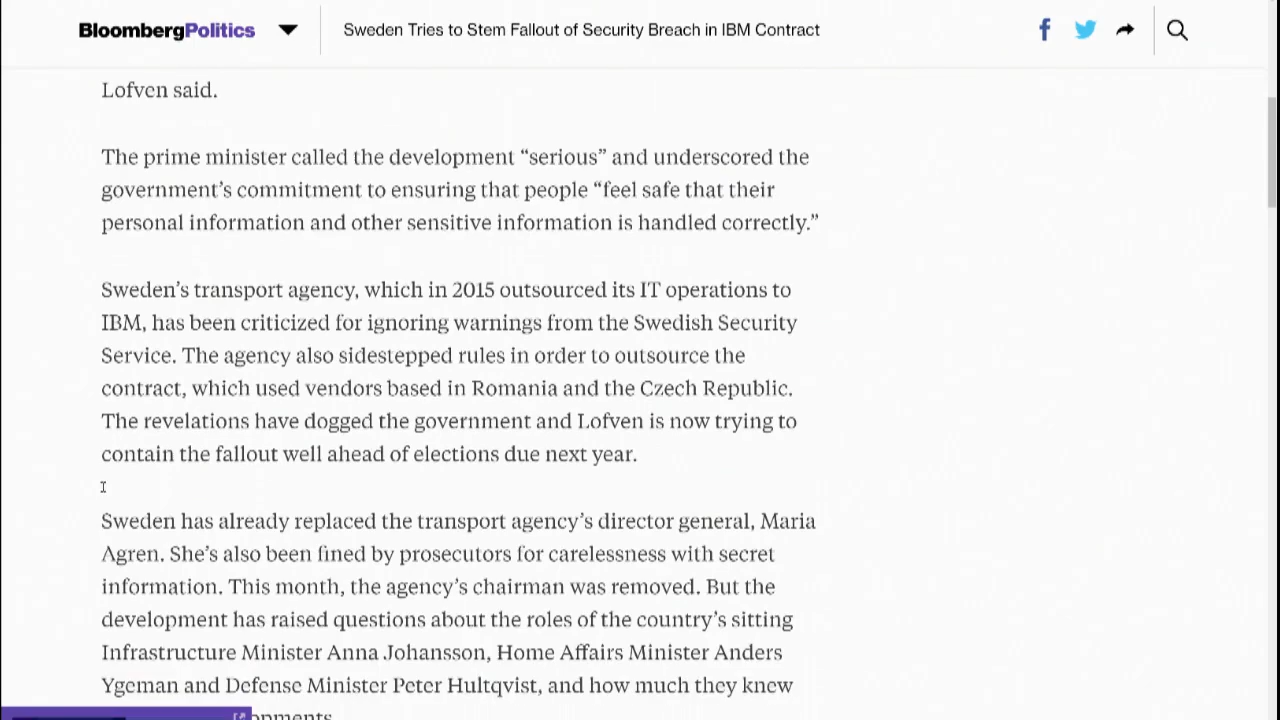 BloombergPolitics
Sweden Tries to Stem Fallout of Security Breach in IBM Contract
Lofven said.
The prime minister called the development “serious” and underscored the
government’s commitment to ensuring that people “feel safe that their
personal information and other sensitive information is handled correctly.”
Sweden’s transport agency, which in 2015 outsourced its IT operations to
IBM, has been criticized for ignoring warnings from the Swedish Security
Service. The agency also sidestepped rules in order to outsource the
contract, which used vendors based in Romania and the Czech Republic.
The revelations have dogged the government and Lofven is now trying to
contain the fallout well ahead of elections due next year.
Sweden has already replaced the transport agency’s director general, Maria
Agren. She’s also been fined by prosecutors for carelessness with secret
information. This month, the agency’s chairman was removed. But the
development has raised questions about the roles of the country’s sitting
Infrastructure Minister Anna Johansson, Home Affairs Minister Anders
Ygeman and Defense Minister Peter Hultqvist, and how much they knew